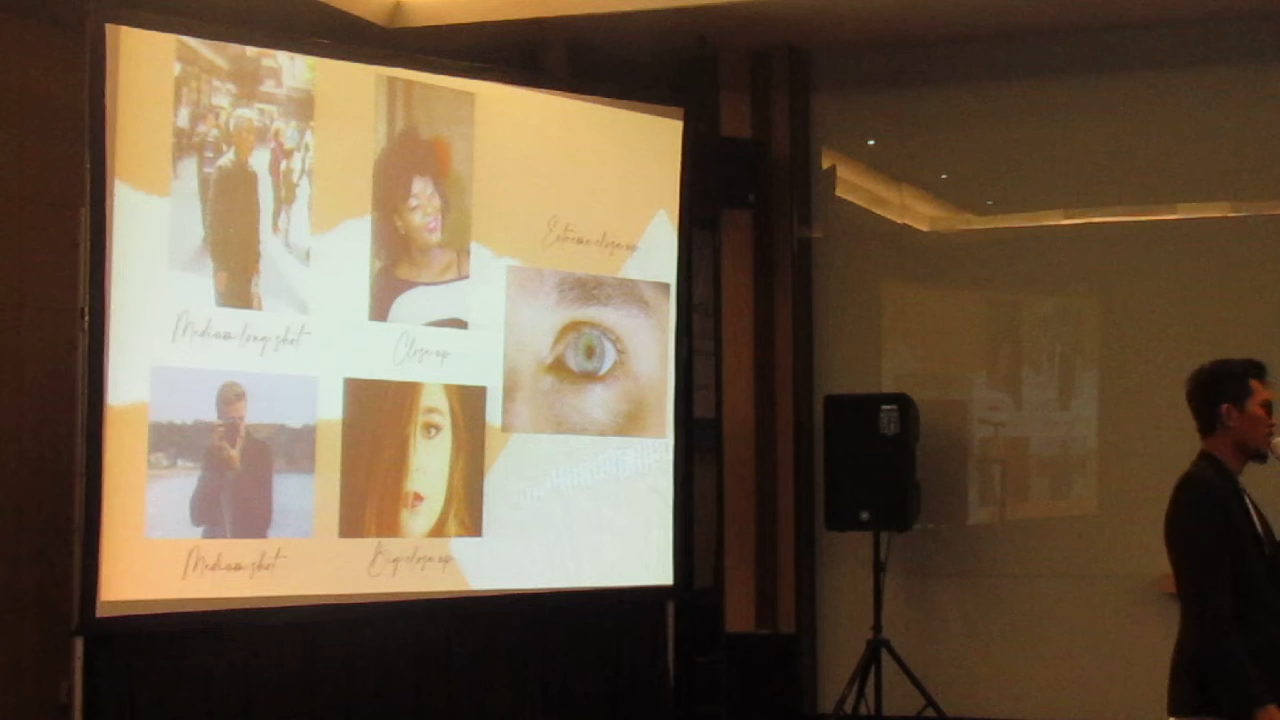 Extreme close up
Medium long shot
Close up
Medium shot
Big close up